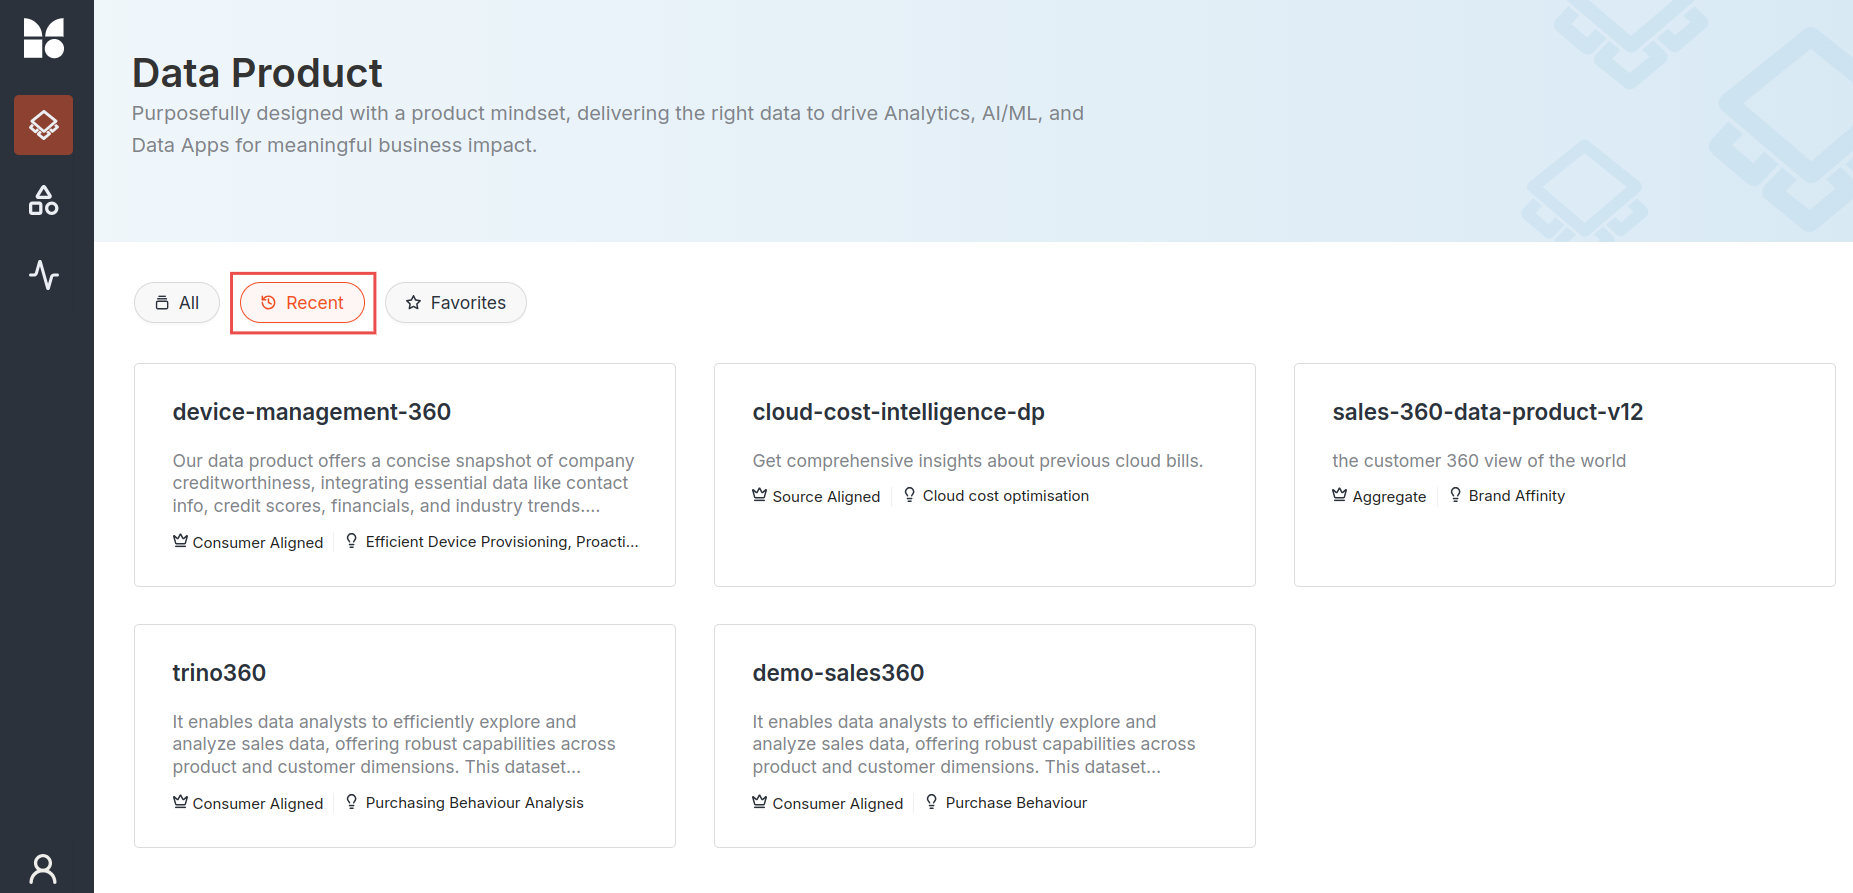 Data Product
Purposefully designed with a product mindset, delivering the right data to drive Analytics, AI/ML, and
Data Apps for meaningful business impact.
All
Recent
Favorites
device-management-360
Our data product offers a concise snapshot of company
creditworthiness, integrating essential data like contact
info, credit scores, financials, and industry trends....
Consumer Aligned
Efficient Device Provisioning, Proacti...
cloud-cost-intelligence-dp
Get comprehensive insights about previous cloud bills.
Source Aligned
Cloud cost optimisation
sales-360-data-product-v12
the customer 360 view of the world
Aggregate
Brand Affinity
trino360
It enables data analysts to efficiently explore and
analyze sales data, offering robust capabilities across
product and customer dimensions. This dataset...
Consumer Aligned
Purchasing Behaviour Analysis
demo-sales360
It enables data analysts to efficiently explore and
analyze sales data, offering robust capabilities across
product and customer dimensions. This dataset...
Consumer Aligned
Purchase Behaviour